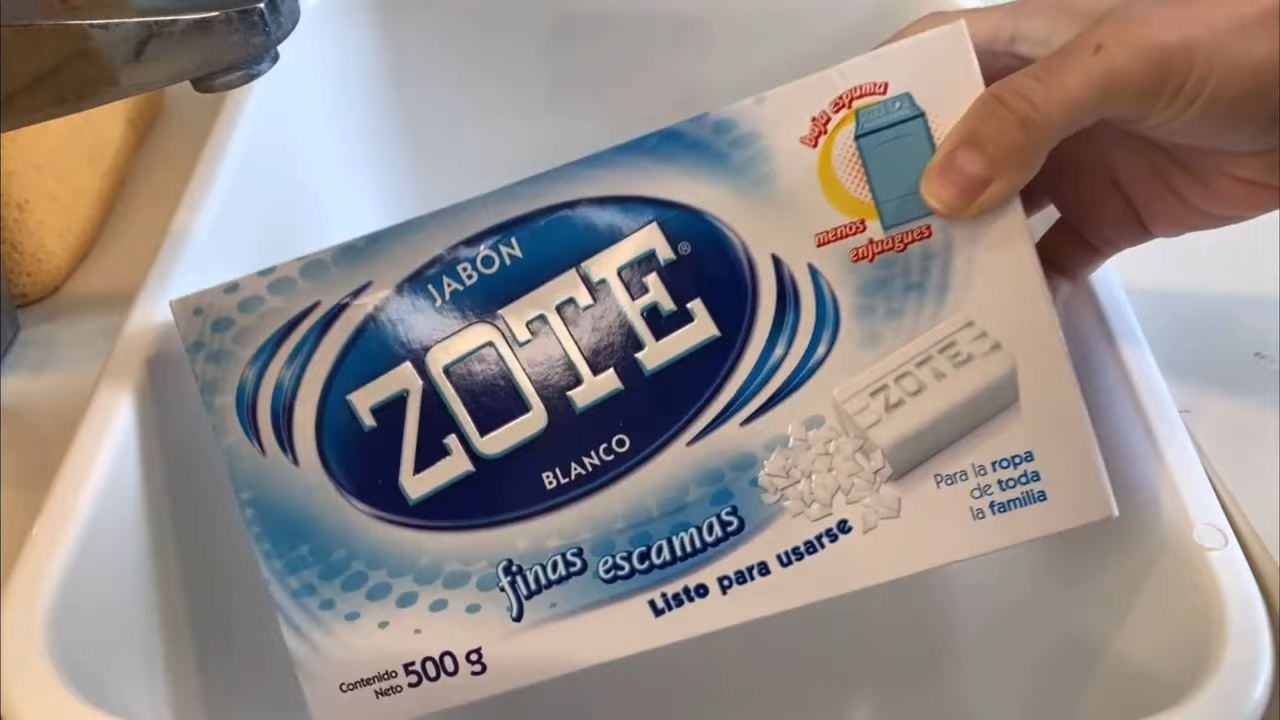 JABÓN
ZOTE®
BLANCO
finas escamas
Listo para usarse
Contenido
Neto 500 g
baja espuma
menos
enjuagues
ZOTE
Para la ropa
de toda
la familia